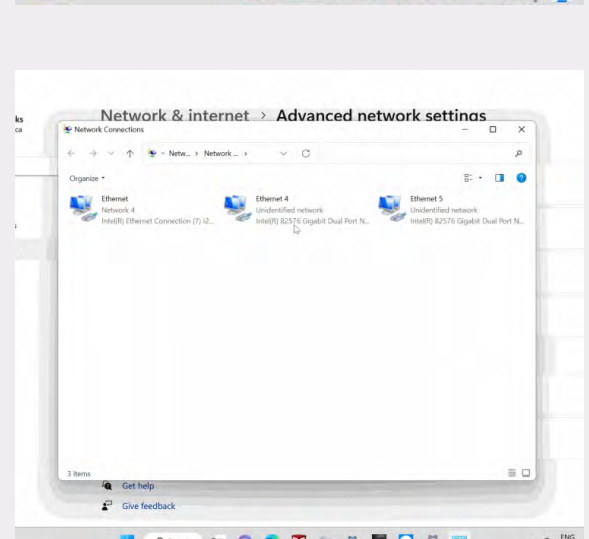 ks
ca
Network & internet > Advanced network settings
Network Connections
Netw... > Network ... >
Organize
Ethernet
Network 4
Intel(R) Ethernet Connection (7) I2...
Ethernet 4
Unidentified network
Intel(R) 82576 Gigabit Dual Port N...
Ethernet 5
Unidentified network
Intel(R) 82576 Gigabit Dual Port N...
3 items
Get help
Give feedback
ENG